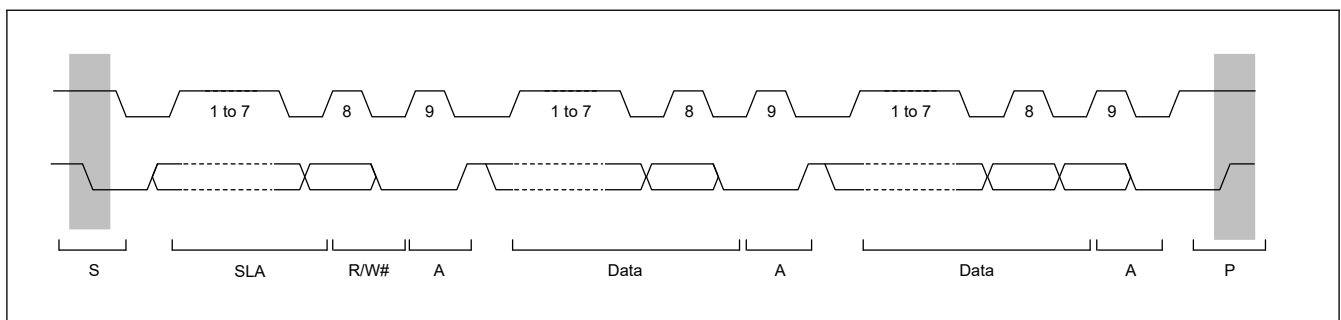 1 to 7 8 9 1 to 7 8 9 1 to 7 8 9
S SLA R/W# A Data A Data A P